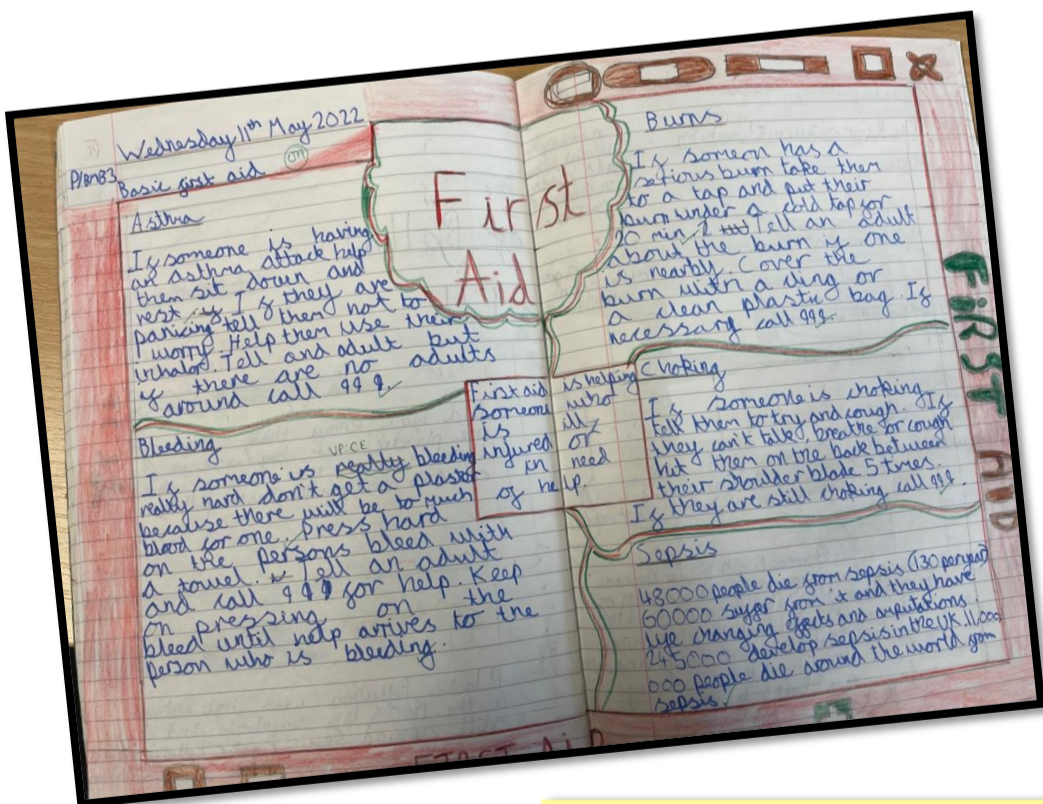 Wednesday 11th May 2022
P/BNB3
Basic first aid
Asthma
If someone is having
an asthma attack help
them sit down and
rest. If they are
panicing tell them not to
worry. Help them use their
inhalor. Tell and adult but
if there are no adults
around call 999.
Bleeding
VPICE
If someone is really bleeding
really hard don't get a plastor
because there will be to much
blood for one. press hard
on the persons bleed with
a towel. Tell an adult
and call 999 for help. Keep
on pressing on the
bleed until help arrives to the
person who is bleeding.
First
Aid
First aid is helping
someone who
is ill,
injured or
in need
of help.
Burns
If someon has a
serious burn take them
to a tap and put their
burn under a cold tap for
Tell an adult
about the burn if one
is nearby. Cover the
burn with a cling or
a clean plastic bag If
necessary call 999.
Choking
If someone is choking
tell them to try and cough. If
they can't talk, breathe or cough
hit them on the back between
their shoulder blade 5 times.
If they are still choking call 999.
Sepsis
48000 people die from sepsis (130 per
60000 suffer from it and they have
life changing effects and amputations.
245000 develop sepsis in the UK. 11,000
000 people die around the world from
sepsis.
FIRST
AID
FIRST AID